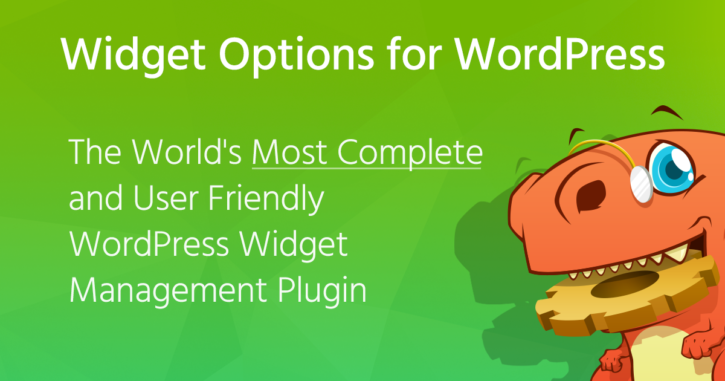 Widget Options for WordPress
The World's Most Complete
and User Friendly
WordPress Widget
Management Plugin